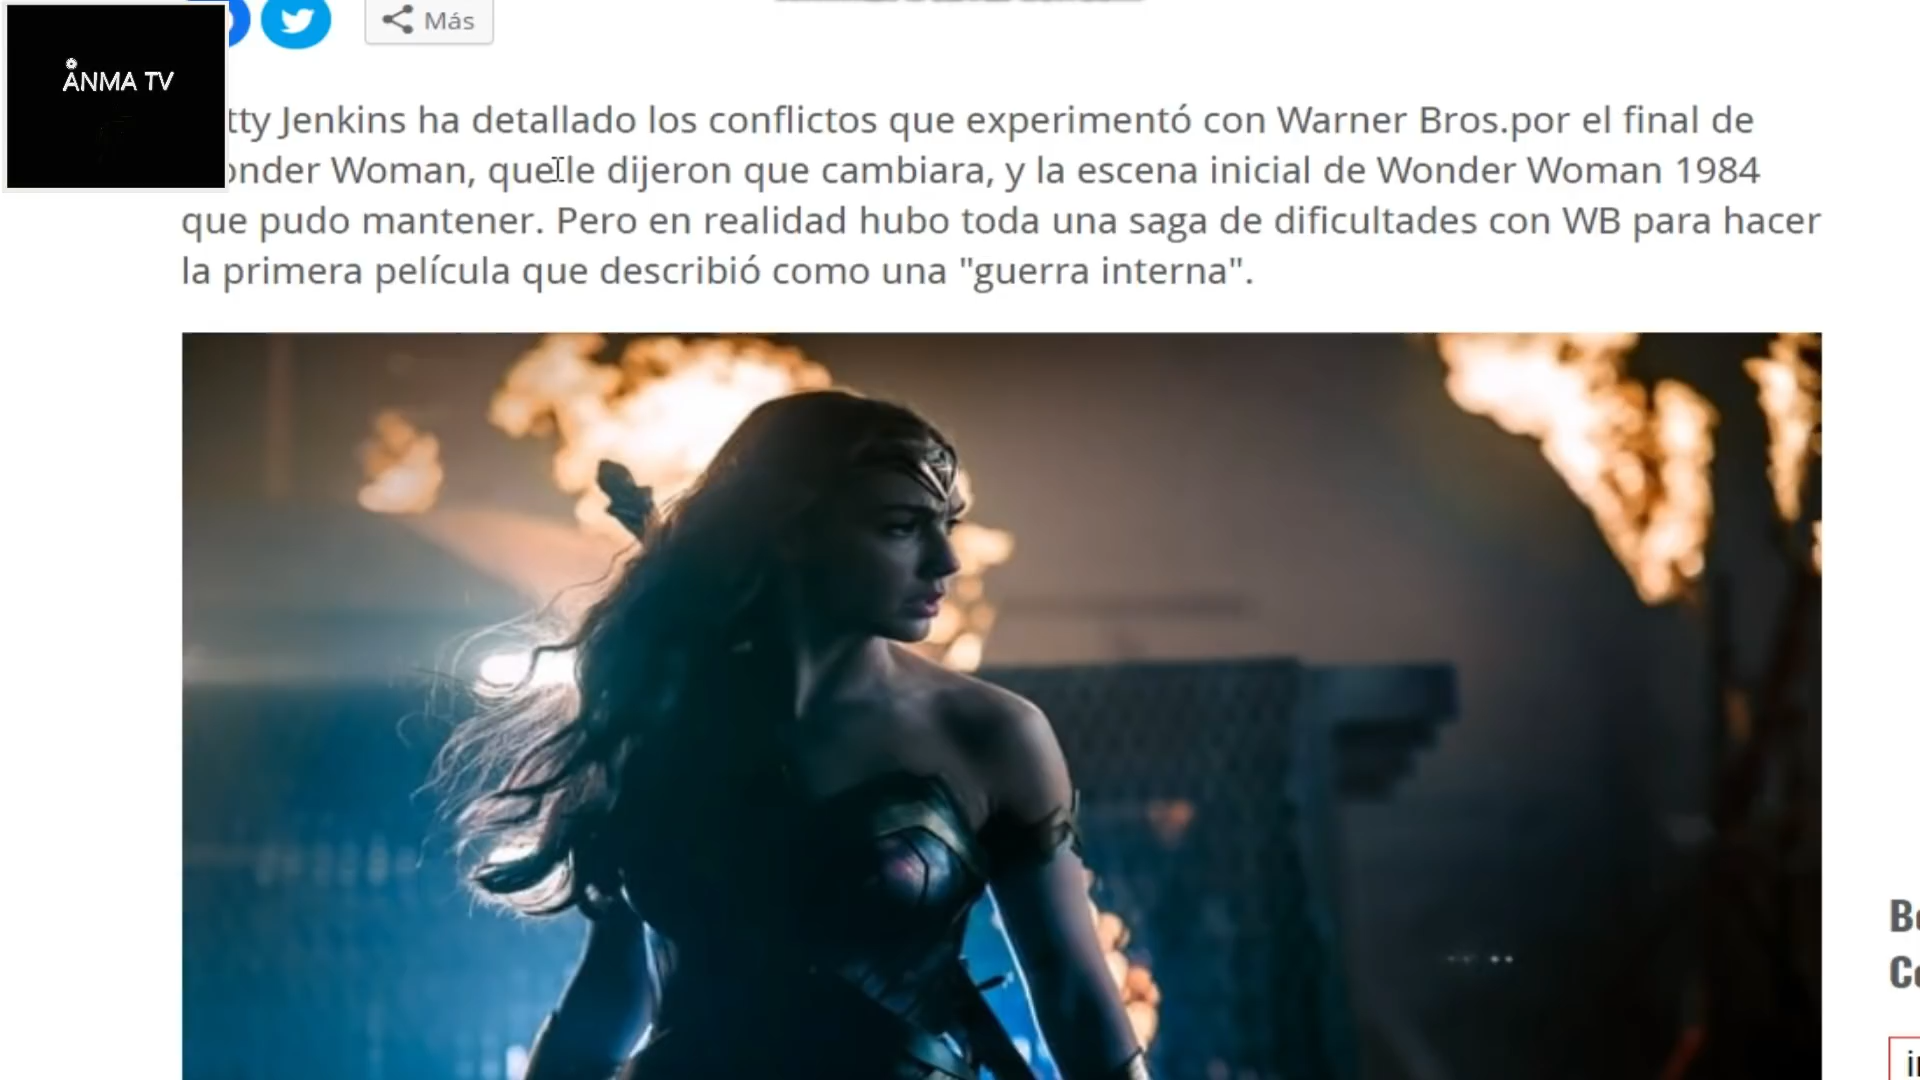 Más
ANMA TV
tty Jenkins ha detallado los conflictos que experimentó con Warner Bros.por el final de
onder Woman, que le dijeron que cambiara, y la escena inicial de Wonder Woman 1984
que pudo mantener. Pero en realidad hubo toda una saga de dificultades con WB para hacer
la primera película que describió como una "guerra interna".